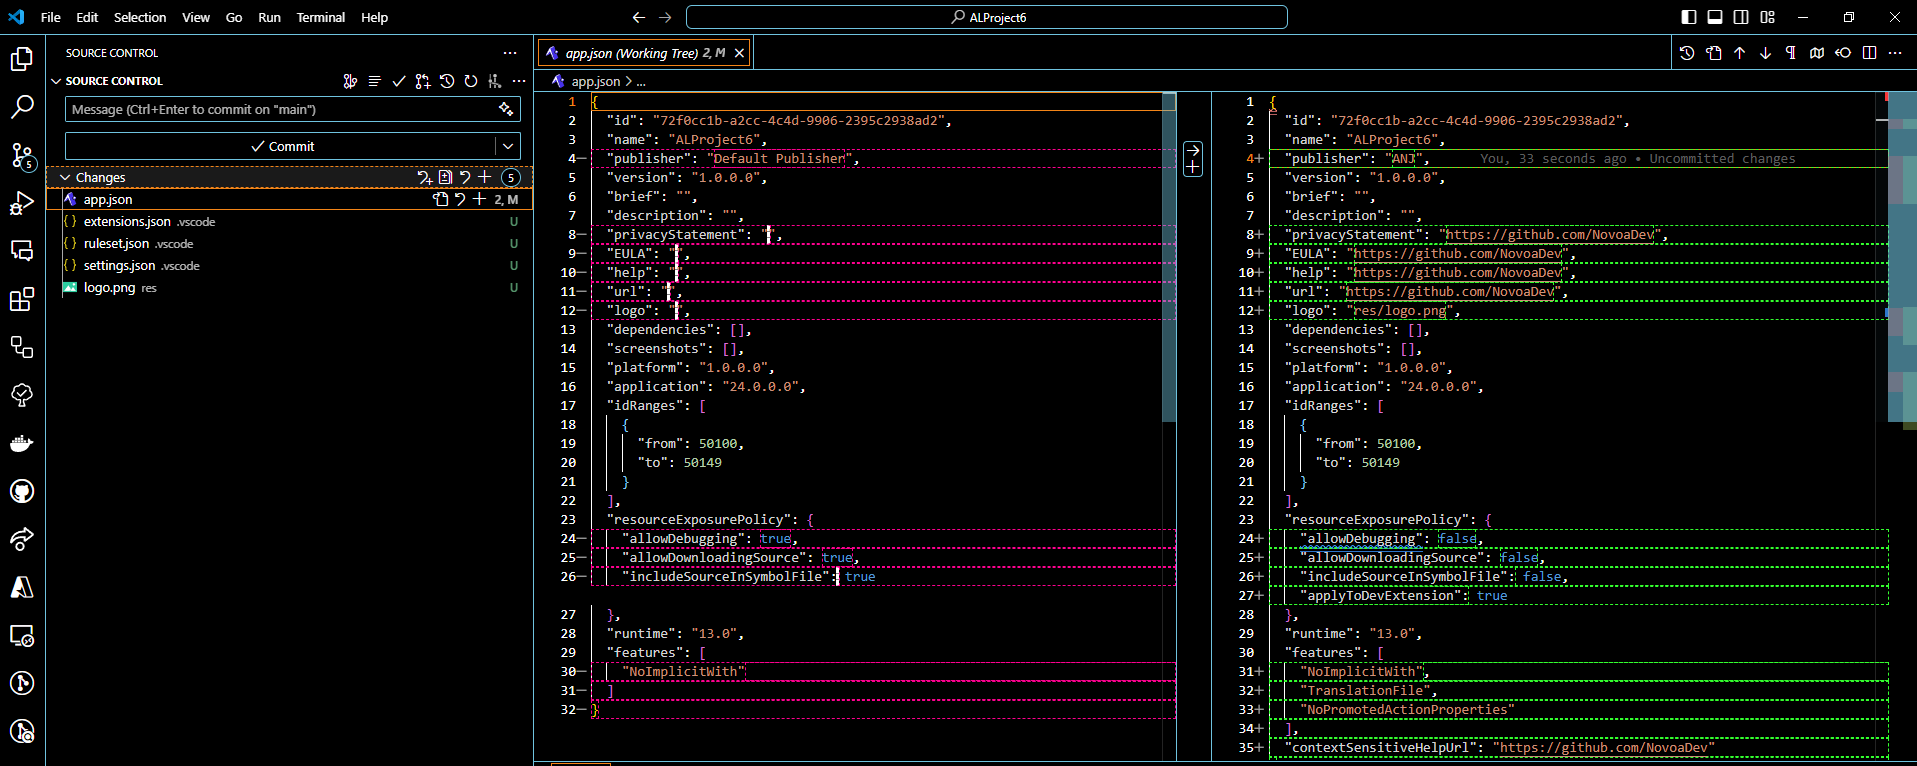 File Edit Selection View Go Run Terminal Help
ALProject6
SOURCE CONTROL
SOURCE CONTROL
Message (Ctrl+Enter to commit on "main")
Commit
Changes 5
app.json 2, M
extensions.json .vscode U
ruleset.json .vscode U
settings.json .vscode U
logo.png res U
5
app.json (Working Tree) 2, M
app.json > ...
1 {
2 "id": "72f0cc1b-a2cc-4c4d-9906-2395c2938ad2",
3 "name": "ALProject6",
4− "publisher": "Default Publisher",
5 "version": "1.0.0.0",
6 "brief": "",
7 "description": "",
8− "privacyStatement": "",
9− "EULA": "",
10− "help": "",
11− "url": "",
12− "logo": "",
13 "dependencies": [],
14 "screenshots": [],
15 "platform": "1.0.0.0",
16 "application": "24.0.0.0",
17 "idRanges": [
18 {
19 "from": 50100,
20 "to": 50149
21 }
22 ],
23 "resourceExposurePolicy": {
24− "allowDebugging": true,
25− "allowDownloadingSource": true,
26− "includeSourceInSymbolFile": true
27 },
28 "runtime": "13.0",
29 "features": [
30− "NoImplicitWith"
31− ]
32− }
1 {
2 "id": "72f0cc1b-a2cc-4c4d-9906-2395c2938ad2",
3 "name": "ALProject6",
4+ "publisher": "ANJ", You, 33 seconds ago • Uncommitted changes
5 "version": "1.0.0.0",
6 "brief": "",
7 "description": "",
8+ "privacyStatement": "https://github.com/NovoaDev",
9+ "EULA": "https://github.com/NovoaDev",
10+ "help": "https://github.com/NovoaDev",
11+ "url": "https://github.com/NovoaDev",
12+ "logo": "res/logo.png",
13 "dependencies": [],
14 "screenshots": [],
15 "platform": "1.0.0.0",
16 "application": "24.0.0.0",
17 "idRanges": [
18 {
19 "from": 50100,
20 "to": 50149
21 }
22 ],
23 "resourceExposurePolicy": {
24+ "allowDebugging": false,
25+ "allowDownloadingSource": false,
26+ "includeSourceInSymbolFile": false,
27+ "applyToDevExtension": true
28 },
29 "runtime": "13.0",
30 "features": [
31+ "NoImplicitWith",
32+ "TranslationFile",
33+ "NoPromotedActionProperties"
34+ ],
35+ "contextSensitiveHelpUrl": "https://github.com/NovoaDev"